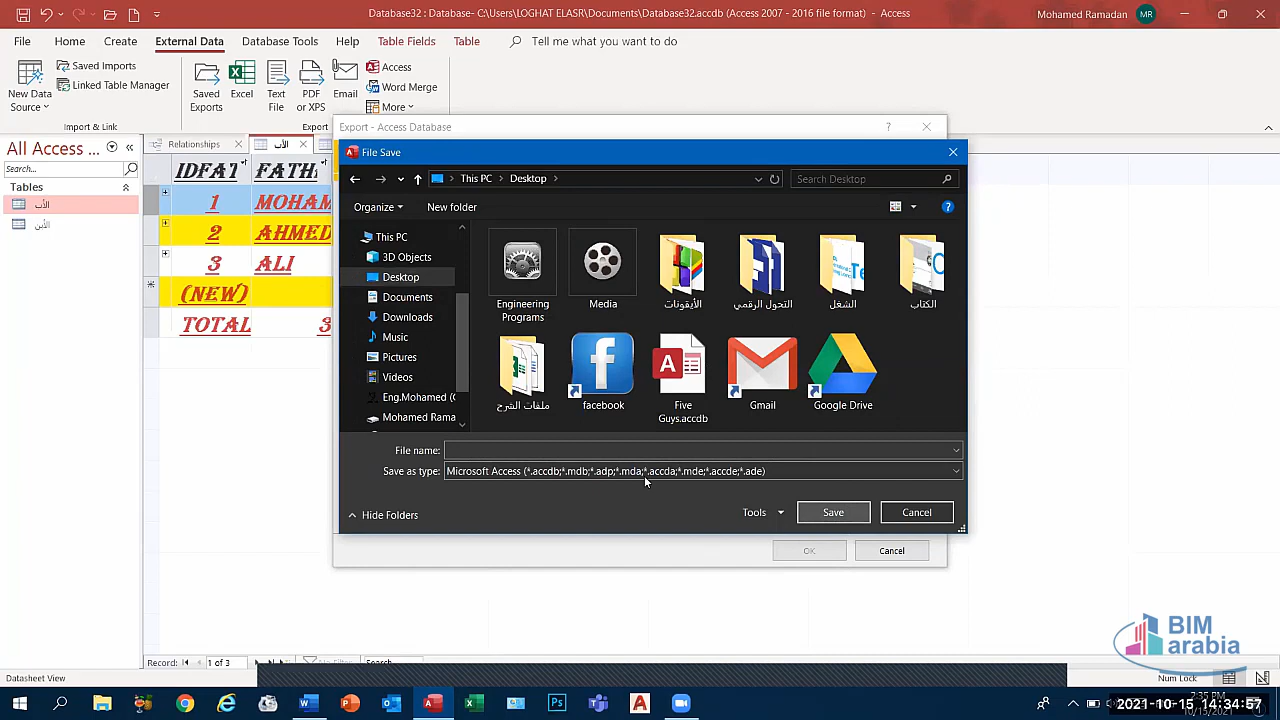 Database32 : Database- C:\Users\LOGHAT ELASR\Documents\Database32.accdb (Access 2007 - 2016 file format) - Access
Mohamed Ramadan
MR
File
Home
Create
External Data
Database Tools
Help
Table Fields
Table
Tell me what you want to do
New Data
Source
Saved Imports
Linked Table Manager
Import & Link
Saved
Exports
Excel
Text
File
PDF
or XPS
Email
Access
Word Merge
More
Export
Export - Access Database
?
All Access ...
Search...
Tables
الأب
الأبن
Relationships
الأب
IDFAT
FATH
1
MOHAM
2
AHMED
3
ALI
(NEW)
TOTAL
3
File Save
This PC
Desktop
Search Desktop
Organize
New folder
This PC
3D Objects
Desktop
Documents
Downloads
Music
Pictures
Videos
Eng.Mohamed (
Mohamed Rama
Engineering
Programs
Media
الأيقونات
التحول الرقمي
الشغل
الكتاب
ملفات الشرح
facebook
Five
Guys.accdb
Gmail
Google Drive
File name:
Save as type:
Microsoft Access (*.accdb;*.mdb;*.adp;*.mda;*.accda;*.mde;*.accde;*.ade)
Hide Folders
Tools
Save
Cancel
OK
Cancel
BIM
arabia
Record:
1 of 3
No Filter
Search
Datasheet View
Num Lock
2021-10-15 14:34:57